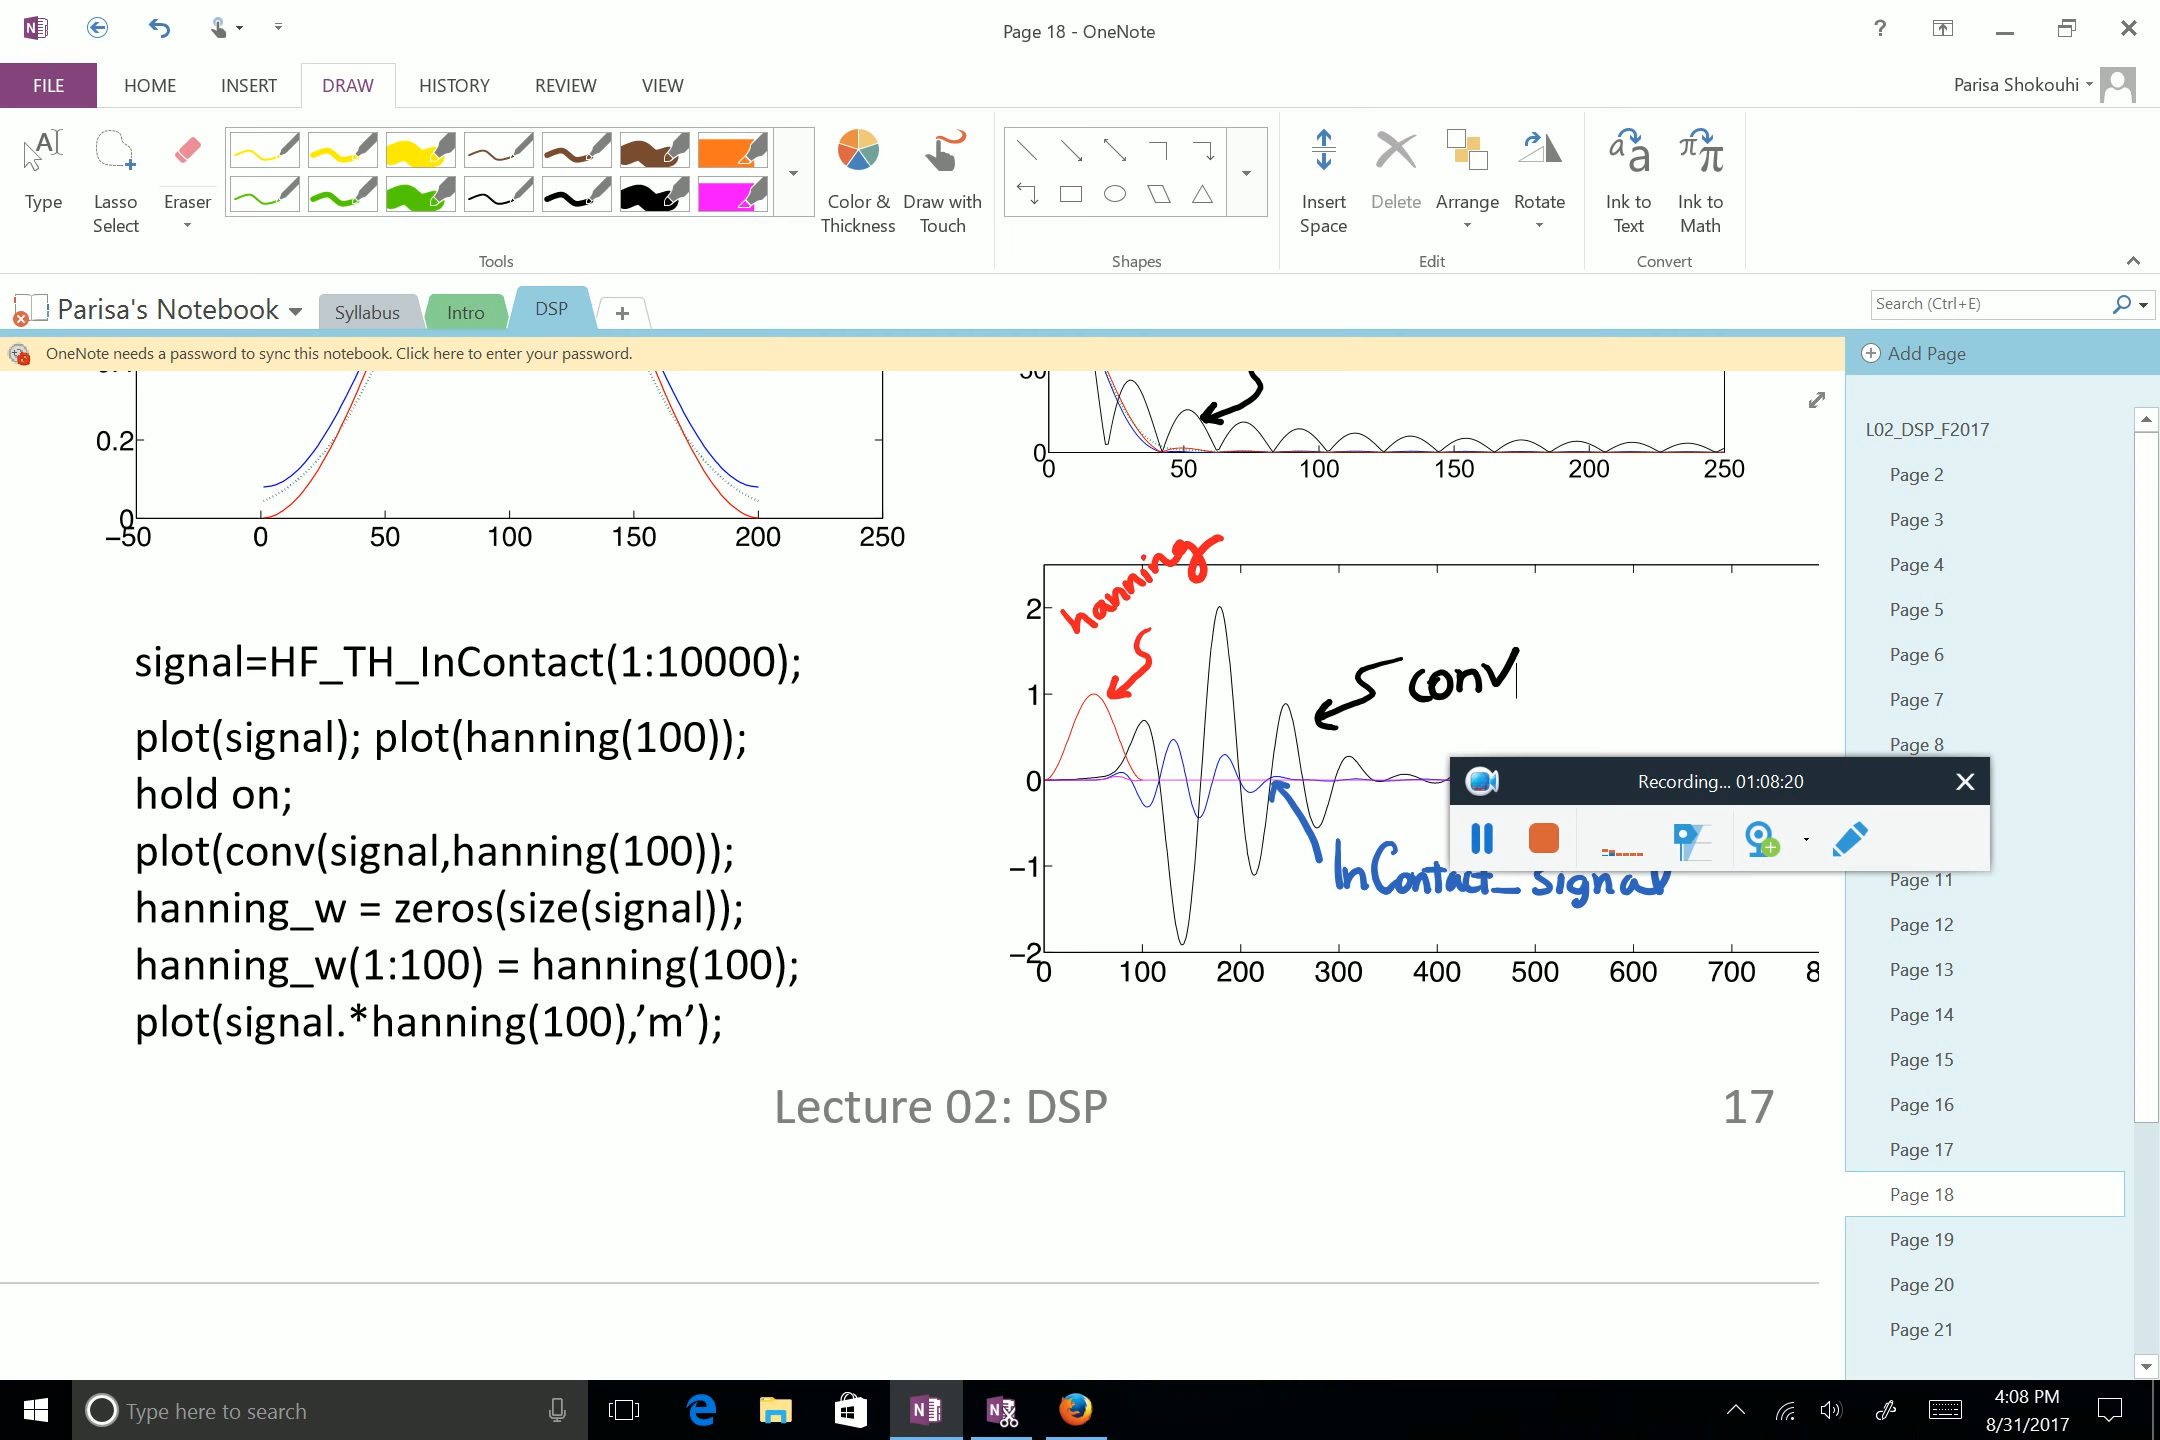 Page 18 - OneNote
?
FILE
HOME
INSERT
DRAW
HISTORY
REVIEW
VIEW
Parisa Shokouhi
Type
Lasso Select
Eraser
Color & Thickness
Draw with Touch
Insert Space
Delete
Arrange
Rotate
Ink to Text
Ink to Math
Tools
Shapes
Edit
Convert
Parisa's Notebook
Syllabus
Intro
DSP
Search (Ctrl+E)
OneNote needs a password to sync this notebook. Click here to enter your password.
Add Page
0.2
0
−50 0 50 100 150 200 250
50
0
0 50 100 150 200 250
signal=HF_TH_InContact(1:10000);
plot(signal); plot(hanning(100));
hold on;
plot(conv(signal,hanning(100));
hanning_w = zeros(size(signal));
hanning_w(1:100) = hanning(100);
plot(signal.*hanning(100),’m’);
hanning
conv
InContact_signal
2
1
0
−1
−2
0 100 200 300 400 500 600 700 8
Recording... 01:08:20
Lecture 02: DSP
17
L02_DSP_F2017
Page 2
Page 3
Page 4
Page 5
Page 6
Page 7
Page 8
Page 11
Page 12
Page 13
Page 14
Page 15
Page 16
Page 17
Page 18
Page 19
Page 20
Page 21
Type here to search
4:08 PM
8/31/2017